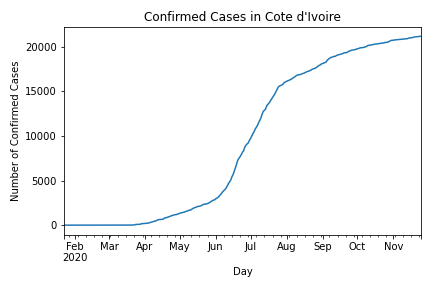 Confirmed Cases in Cote d'Ivoire
Number of Confirmed Cases
20000
15000
10000
5000
0
Feb Mar Apr May Jun Jul Aug Sep Oct Nov
2020
Day